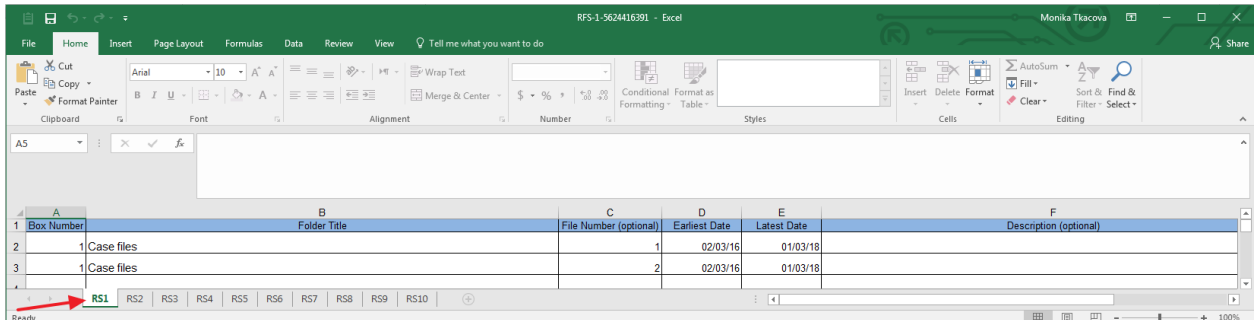 RFS-1-5624416391 - Excel
Monika Tkacova
File Home Insert Page Layout Formulas Data Review View Tell me what you want to do
Share
Paste
Cut
Copy
Format Painter
Clipboard
Arial 10 A A
B I U A
Font
Wrap Text
Merge & Center
Alignment
$ % ,
Number
Conditional Formatting
Format as Table
Styles
Insert Delete Format
Cells
AutoSum
Fill
Clear
Sort & Filter
Find & Select
Editing
A5 fx
A B C D E F
1 Box Number Folder Title File Number (optional) Earliest Date Latest Date Description (optional)
2 1 Case files 1 02/03/16 01/03/18
3 1 Case files 2 02/03/16 01/03/18
RS1 RS2 RS3 RS4 RS5 RS6 RS7 RS8 RS9 RS10
Ready
100%